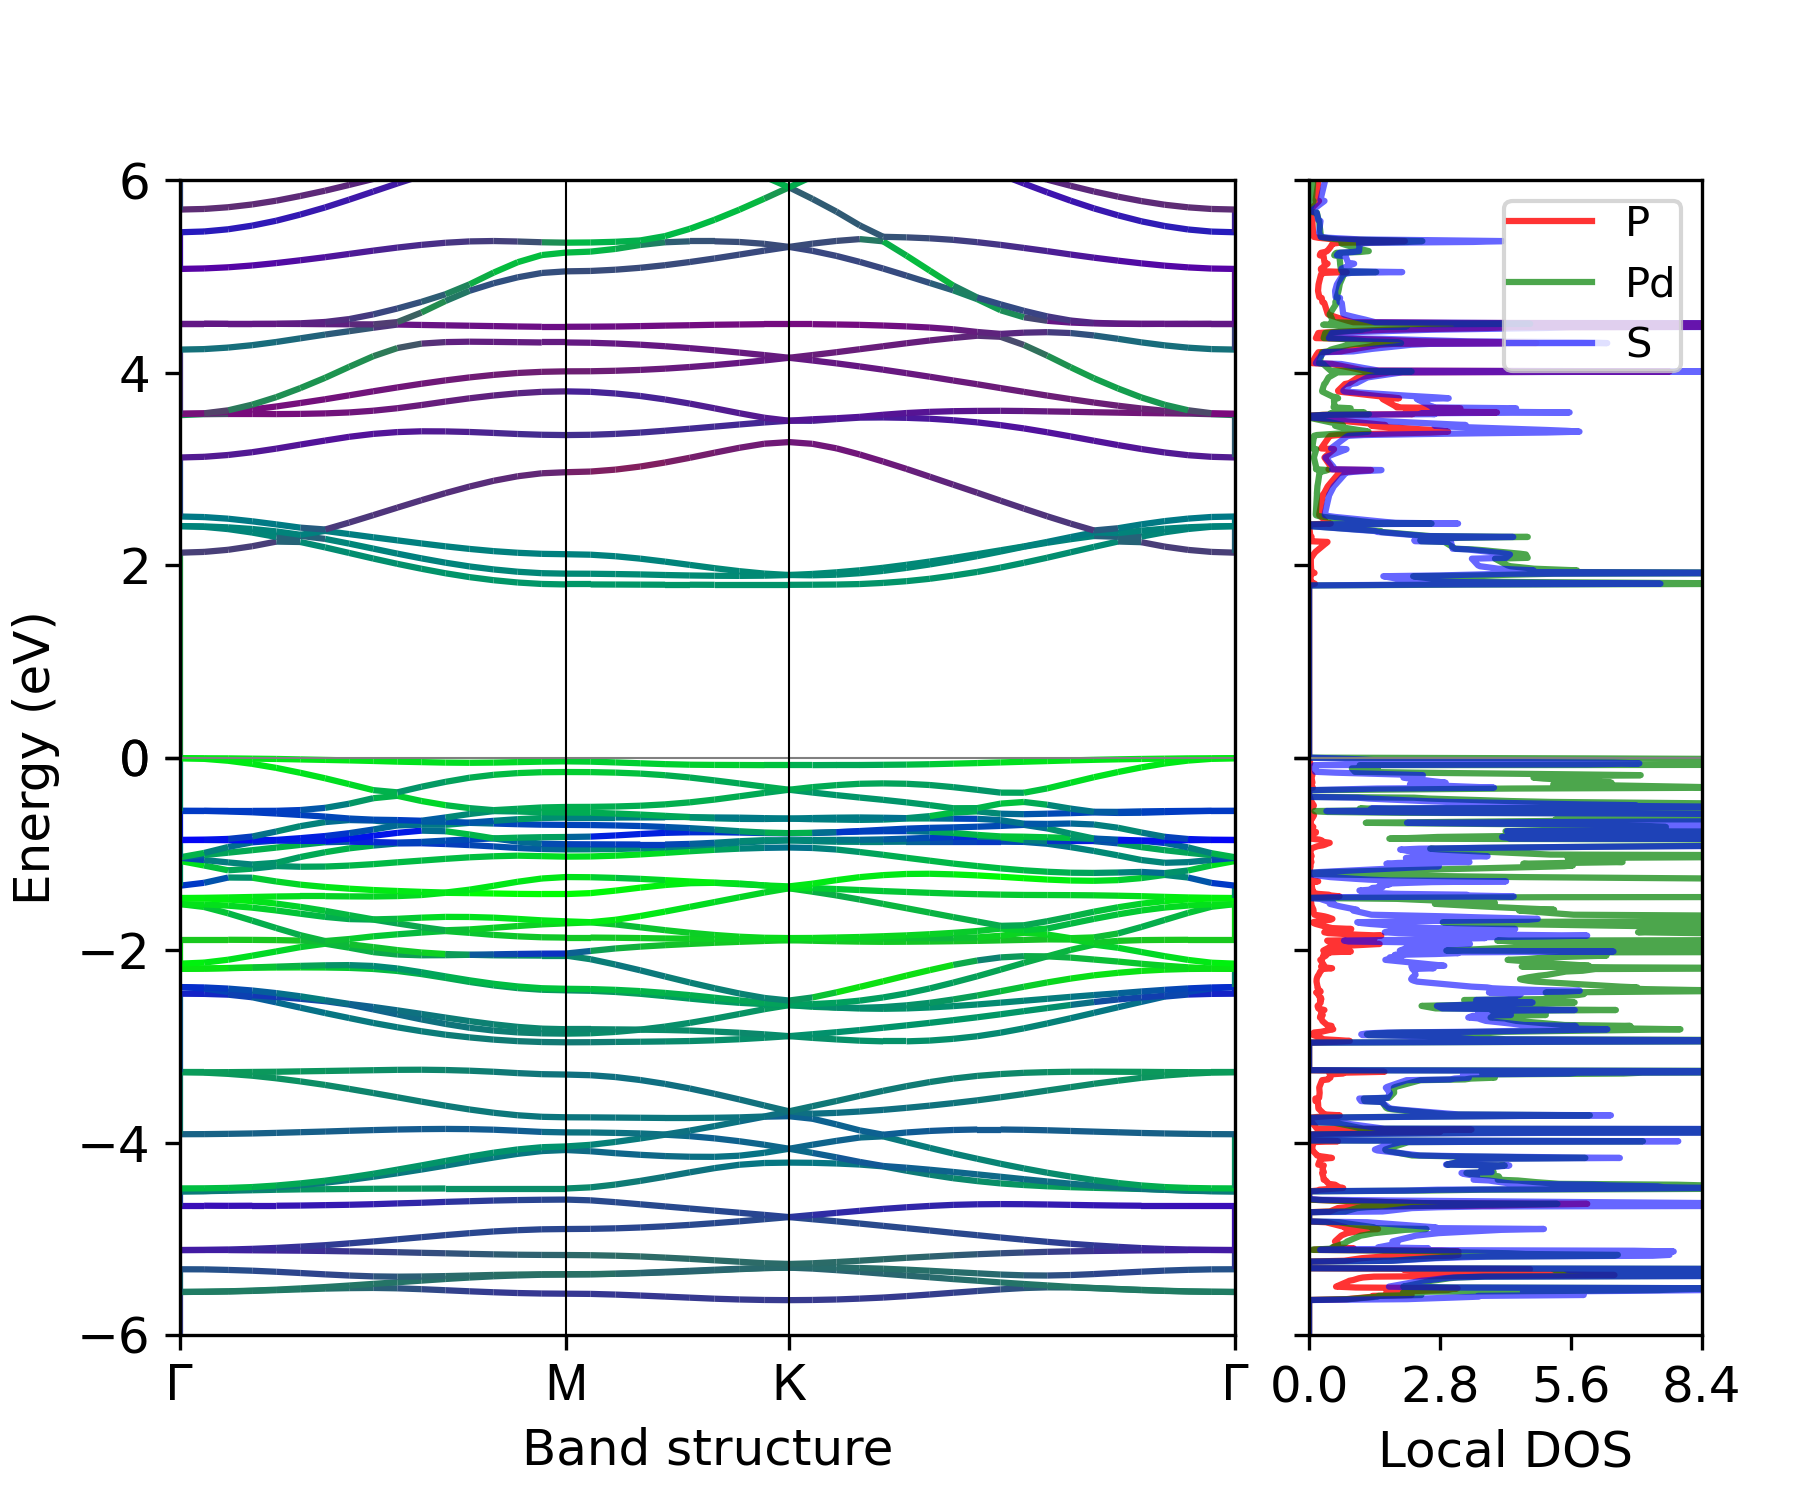 6
4
2
0
−2
−4
−6
Energy (eV)
Γ
M
K
Γ
Band structure
P
Pd
S
0.0
2.8
5.6
8.4
Local DOS